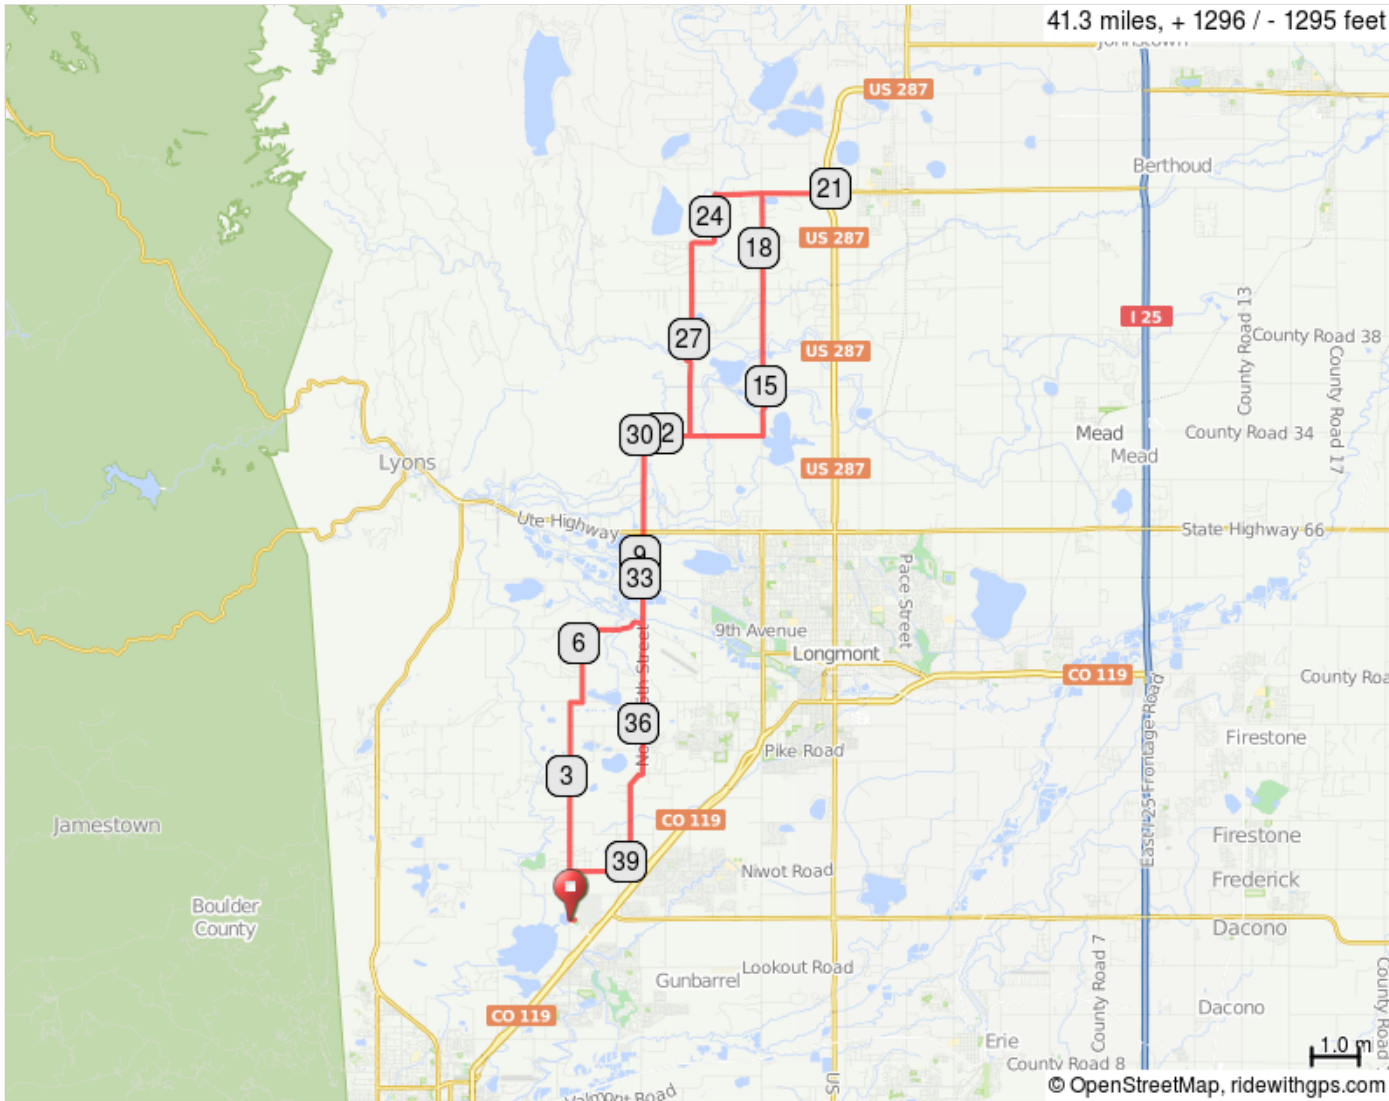 41.3 miles, + 1296 / - 1295 feet
Johnstown
US 287
Berthoud
21
24
US 287
18
County Road 13
I 25
27
US 287
County Road 38
County Road 17
15
30
2
Mead
County Road 34
Mead
Lyons
US 287
Ute Highway
State Highway 66
9
33
Pace Street
6
9th Avenue
Longmont
CO 119
36
Pike Road
Firestone
East I 25 Frontage Road
3
Jamestown
CO 119
Firestone
39
Niwot Road
Frederick
Boulder
County
Dacono
Lookout Road
Gunbarrel
County Road 7
CO 119
Dacono
Erie
County Road 8
County Road
1.0 m
US
Valmont Road
© OpenStreetMap, ridewithgps.com